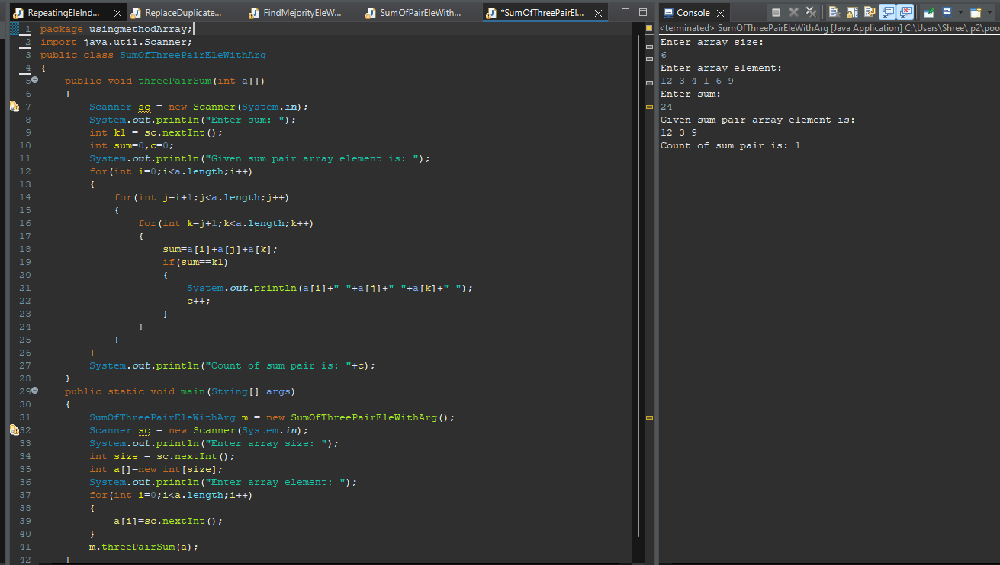 RepeatingEleInd...
ReplaceDuplicate...
FindMejorityEleW...
SumOfPairEleWith...
*SumOfThreePairEl...
1 package usingmethodArray;
2 import java.util.Scanner;
3 public class SumOfThreePairEleWithArg
4 {
5 public void threePairSum(int a[])
6 {
7 Scanner sc = new Scanner(System.in);
8 System.out.println("Enter sum: ");
9 int k1 = sc.nextInt();
10 int sum=0,c=0;
11 System.out.println("Given sum pair array element is: ");
12 for(int i=0;i<a.length;i++)
13 {
14 for(int j=i+1;j<a.length;j++)
15 {
16 for(int k=j+1;k<a.length;k++)
17 {
18 sum=a[i]+a[j]+a[k];
19 if(sum==k1)
20 {
21 System.out.println(a[i]+" "+a[j]+" "+a[k]+" ");
22 c++;
23 }
24 }
25 }
26 }
27 System.out.println("Count of sum pair is: "+c);
28 }
29 public static void main(String[] args)
30 {
31 SumOfThreePairEleWithArg m = new SumOfThreePairEleWithArg();
32 Scanner sc = new Scanner(System.in);
33 System.out.println("Enter array size: ");
34 int size = sc.nextInt();
35 int a[]=new int[size];
36 System.out.println("Enter array element: ");
37 for(int i=0;i<a.length;i++)
38 {
39 a[i]=sc.nextInt();
40 }
41 m.threePairSum(a);
42 }
Console
<terminated> SumOfThreePairEleWithArg [Java Application] C:\Users\Shree\.p2\poo
Enter array size:
6
Enter array element:
12 3 4 1 6 9
Enter sum:
24
Given sum pair array element is:
12 3 9
Count of sum pair is: 1